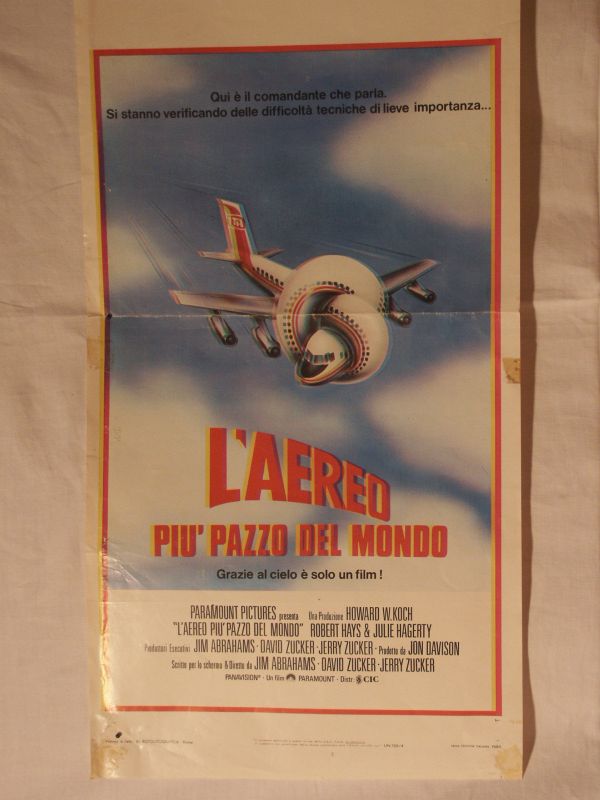 Qui è il comandante che parla.
Si stanno verificando delle difficoltà tecniche di lieve importanza...
L'AEREO
PIU' PAZZO DEL MONDO
Grazie al cielo è solo un film!
PARAMOUNT PICTURES presenta Una Produzione HOWARD W. KOCH
"L'AEREO PIU' PAZZO DEL MONDO" ROBERT HAYS & JULIE HAGERTY
Produttori Esecutivi JIM ABRAHAMS · DAVID ZUCKER · JERRY ZUCKER · Prodotto da JON DAVISON
Scritto per lo schermo & Diretto da JIM ABRAHAMS · DAVID ZUCKER · JERRY ZUCKER
PANAVISION® · Un film PARAMOUNT · Distr: CIC